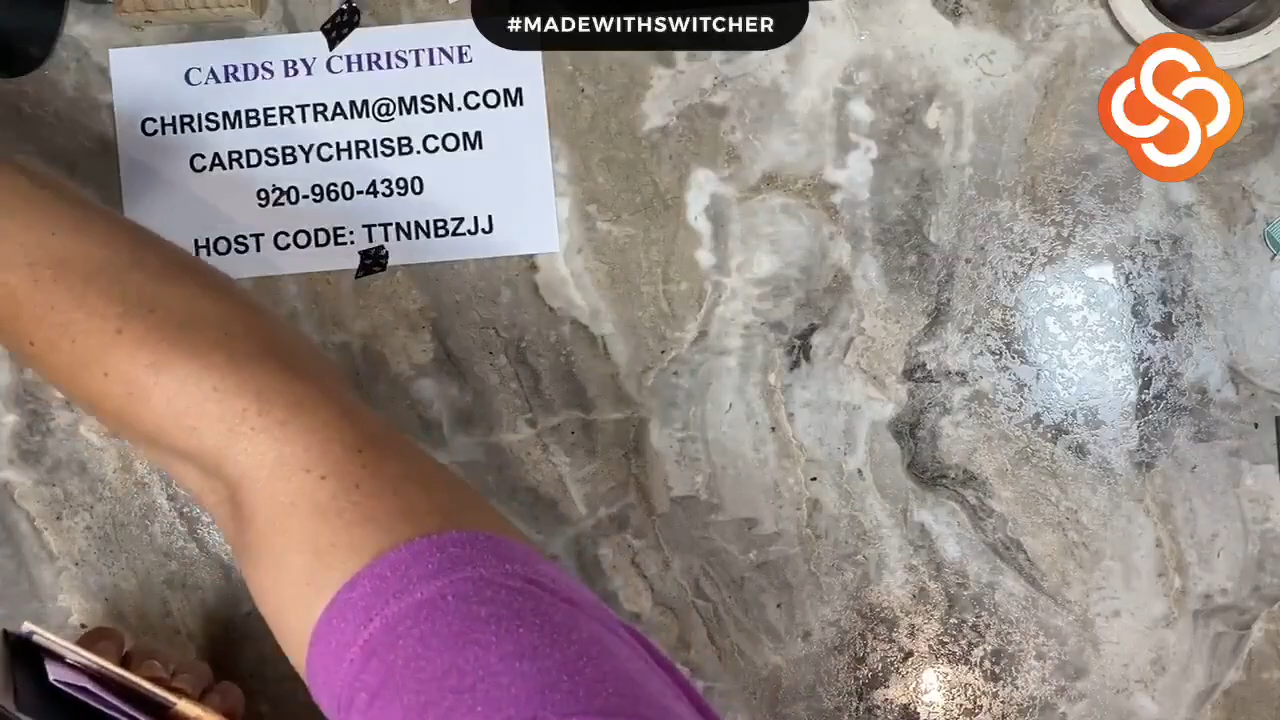 #MADEWITHSWITCHER
CARDS BY CHRISTINE
CHRISMBERTRAM@MSN.COM
CARDSBYCHRISB.COM
920-960-4390
HOST CODE: TTNNBZJJ